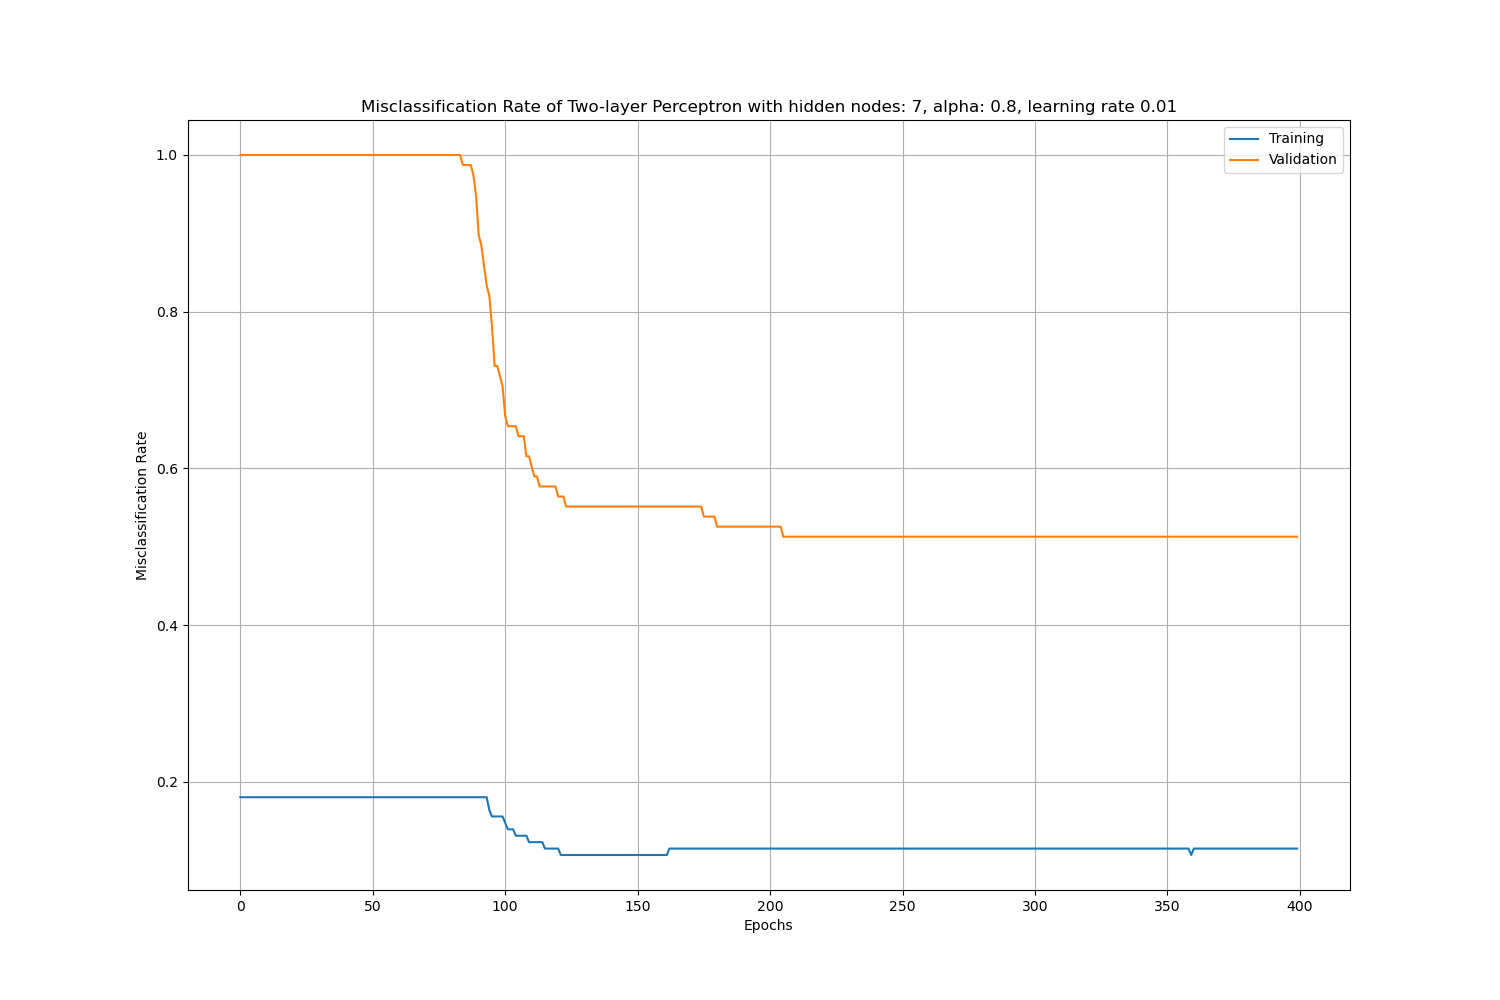 Misclassification Rate of Two-layer Perceptron with hidden nodes: 7, alpha: 0.8, learning rate 0.01
Training
Validation
1.0
0.8
0.6
0.4
0.2
Misclassification Rate
0 50 100 150 200 250 300 350 400
Epochs